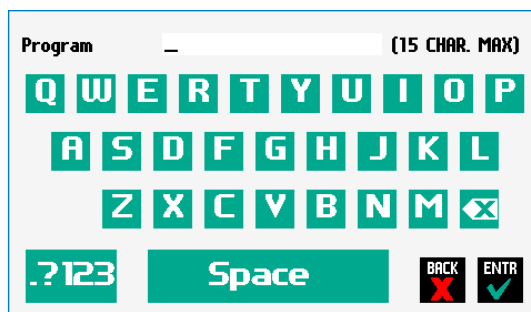 Program _ (15 CHAR. MAX)
Q W E R T Y U I O P
A S D F G H J K L
Z X C V B N M X
.?123 Space BACK X ENTR